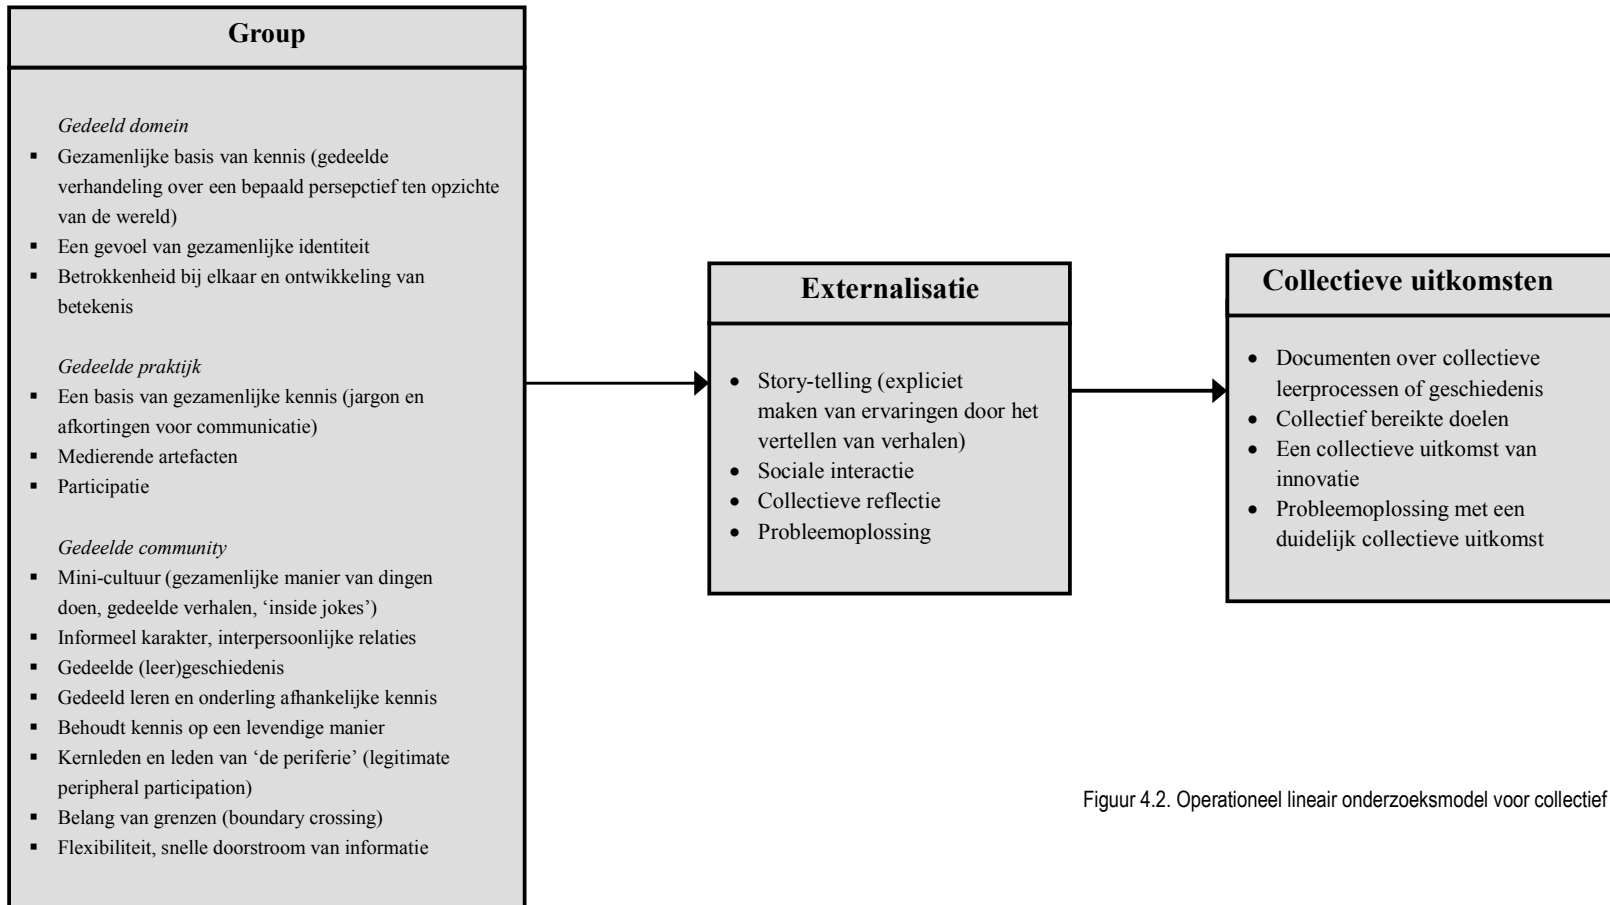 Group
Gedeeld domein
▪ Gezamenlijke basis van kennis (gedeelde
verhandeling over een bepaald persepctief ten opzichte
van de wereld)
▪ Een gevoel van gezamenlijke identiteit
▪ Betrokkenheid bij elkaar en ontwikkeling van
betekenis
Gedeelde praktijk
▪ Een basis van gezamenlijke kennis (jargon en
afkortingen voor communicatie)
▪ Medierende artefacten
▪ Participatie
Gedeelde community
▪ Mini-cultuur (gezamenlijke manier van dingen
doen, gedeelde verhalen, ‘inside jokes’)
▪ Informeel karakter, interpersoonlijke relaties
▪ Gedeelde (leer)geschiedenis
▪ Gedeeld leren en onderling afhankelijke kennis
▪ Behoudt kennis op een levendige manier
▪ Kernleden en leden van ‘de periferie’ (legitimate
peripheral participation)
▪ Belang van grenzen (boundary crossing)
▪ Flexibiliteit, snelle doorstroom van informatie
Externalisatie
• Story-telling (expliciet
maken van ervaringen door het
vertellen van verhalen)
• Sociale interactie
• Collectieve reflectie
• Probleemoplossing
Collectieve uitkomsten
• Documenten over collectieve
leerprocessen of geschiedenis
• Collectief bereikte doelen
• Een collectieve uitkomst van
innovatie
• Probleemoplossing met een
duidelijk collectieve uitkomst
Figuur 4.2. Operationeel lineair onderzoeksmodel voor collectief